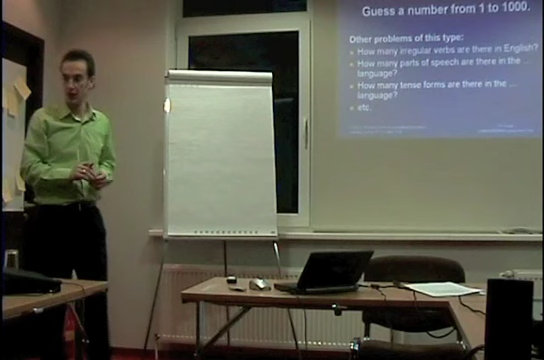 Guess a number from 1 to 1000.
Other problems of this type:
How many irregular verbs are there in English?
How many parts of speech are there in the ...
language?
How many tense forms are there in the ...
language?
etc.